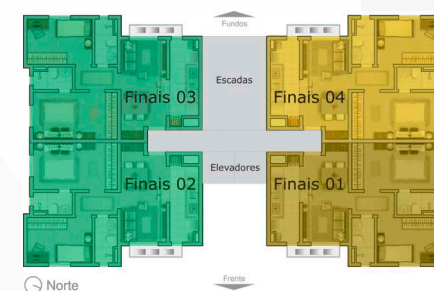 Fundos
Escadas
Finais 03
Finais 04
Elevadores
Finais 02
Finais 01
Frente
Norte